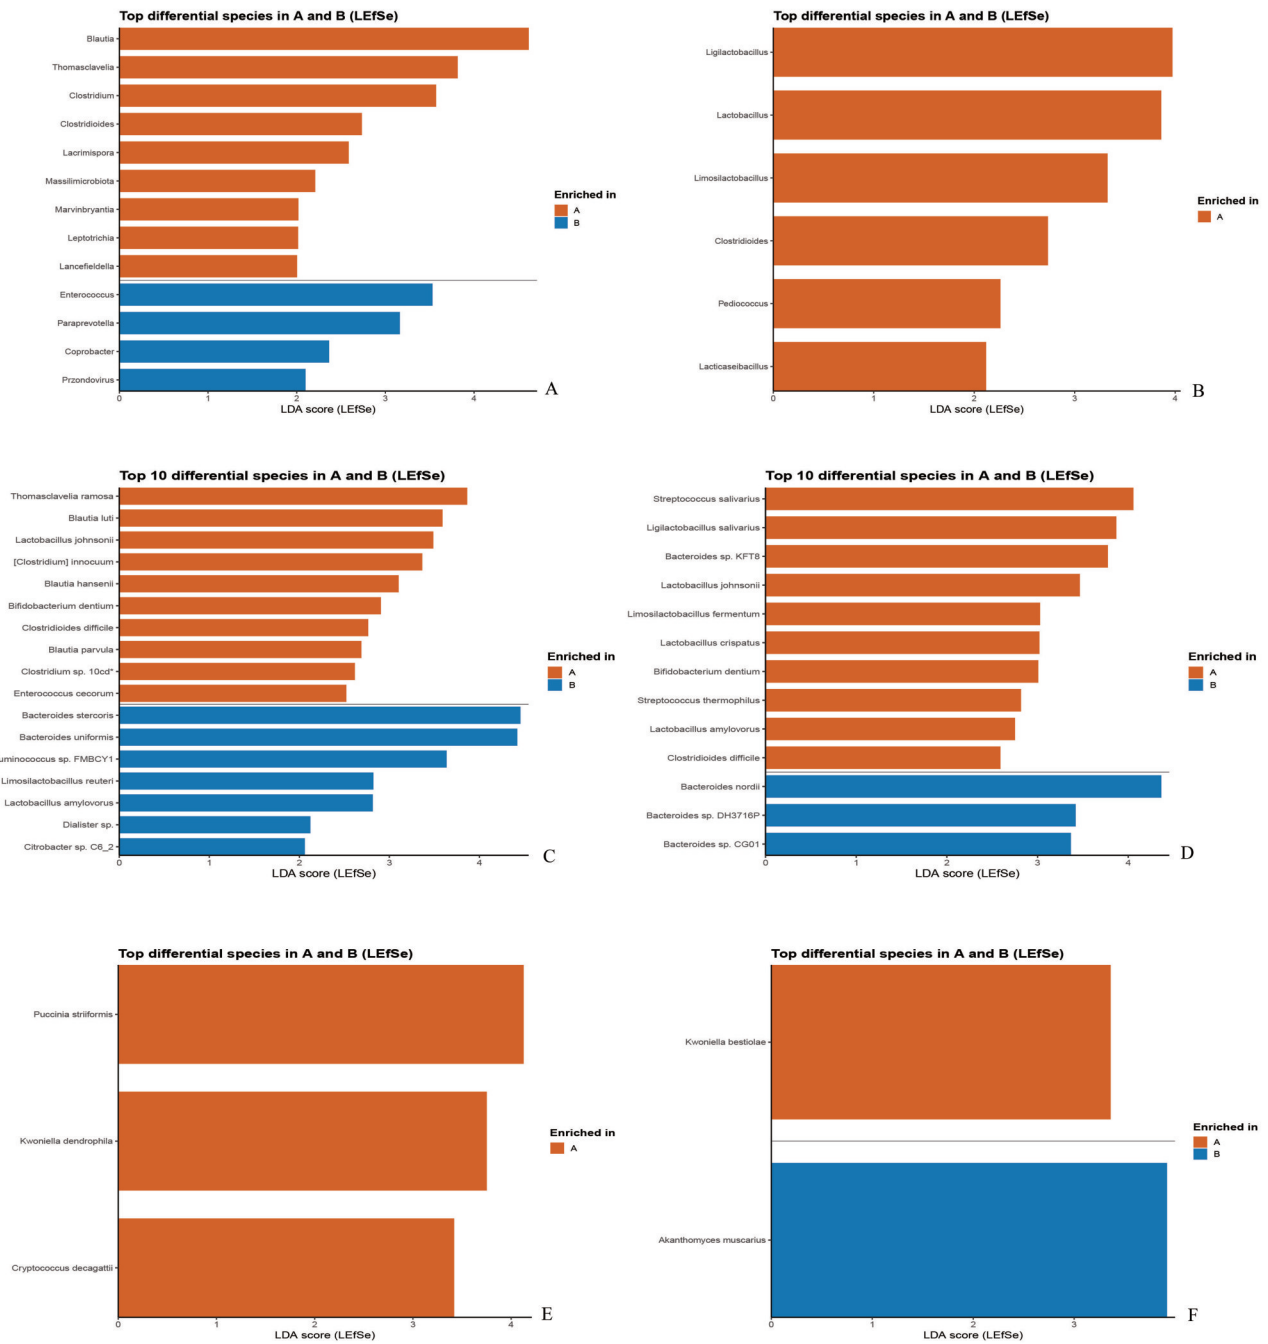 Top differential species in A and B (LEfSe)
Blautia
Thomasclavelia
Clostridium
Clostridioides
Lacrimispora
Massilimicrobiota
Marvinbryantia
Leptotrichia
Lancefieldella
Enterococcus
Paraprevotella
Coprobacter
Przondovirus
0 1 2 3 4
LDA score (LEfSe)
Enriched in
A
B
A
Top differential species in A and B (LEfSe)
Ligilactobacillus
Lactobacillus
Limosilactobacillus
Clostridioides
Pediococcus
Lacticaseibacillus
0 1 2 3 4
LDA score (LEfSe)
Enriched in
A
B
Top 10 differential species in A and B (LEfSe)
Thomasclavelia ramosa
Blautia luti
Lactobacillus johnsonii
[Clostridium] innocuum
Blautia hansenii
Bifidobacterium dentium
Clostridioides difficile
Blautia parvula
Clostridium sp. 10cd*
Enterococcus cecorum
Bacteroides stercoris
Bacteroides uniformis
uminococcus sp. FMBCY1
Limosilactobacillus reuteri
Lactobacillus amylovorus
Dialister sp.
Citrobacter sp. C6_2
0 1 2 3 4
LDA score (LEfSe)
Enriched in
A
B
C
Top 10 differential species in A and B (LEfSe)
Streptococcus salivarius
Ligilactobacillus salivarius
Bacteroides sp. KFT8
Lactobacillus johnsonii
Limosilactobacillus fermentum
Lactobacillus crispatus
Bifidobacterium dentium
Streptococcus thermophilus
Lactobacillus amylovorus
Clostridioides difficile
Bacteroides nordii
Bacteroides sp. DH3716P
Bacteroides sp. CG01
0 1 2 3 4
LDA score (LEfSe)
Enriched in
A
B
D
Top differential species in A and B (LEfSe)
Puccinia striiformis
Kwoniella dendrophila
Cryptococcus decagattii
0 1 2 3 4
LDA score (LEfSe)
Enriched in
A
E
Top differential species in A and B (LEfSe)
Kwoniella bestiolae
Akanthomyces muscarius
0 1 2 3
LDA score (LEfSe)
Enriched in
A
B
F